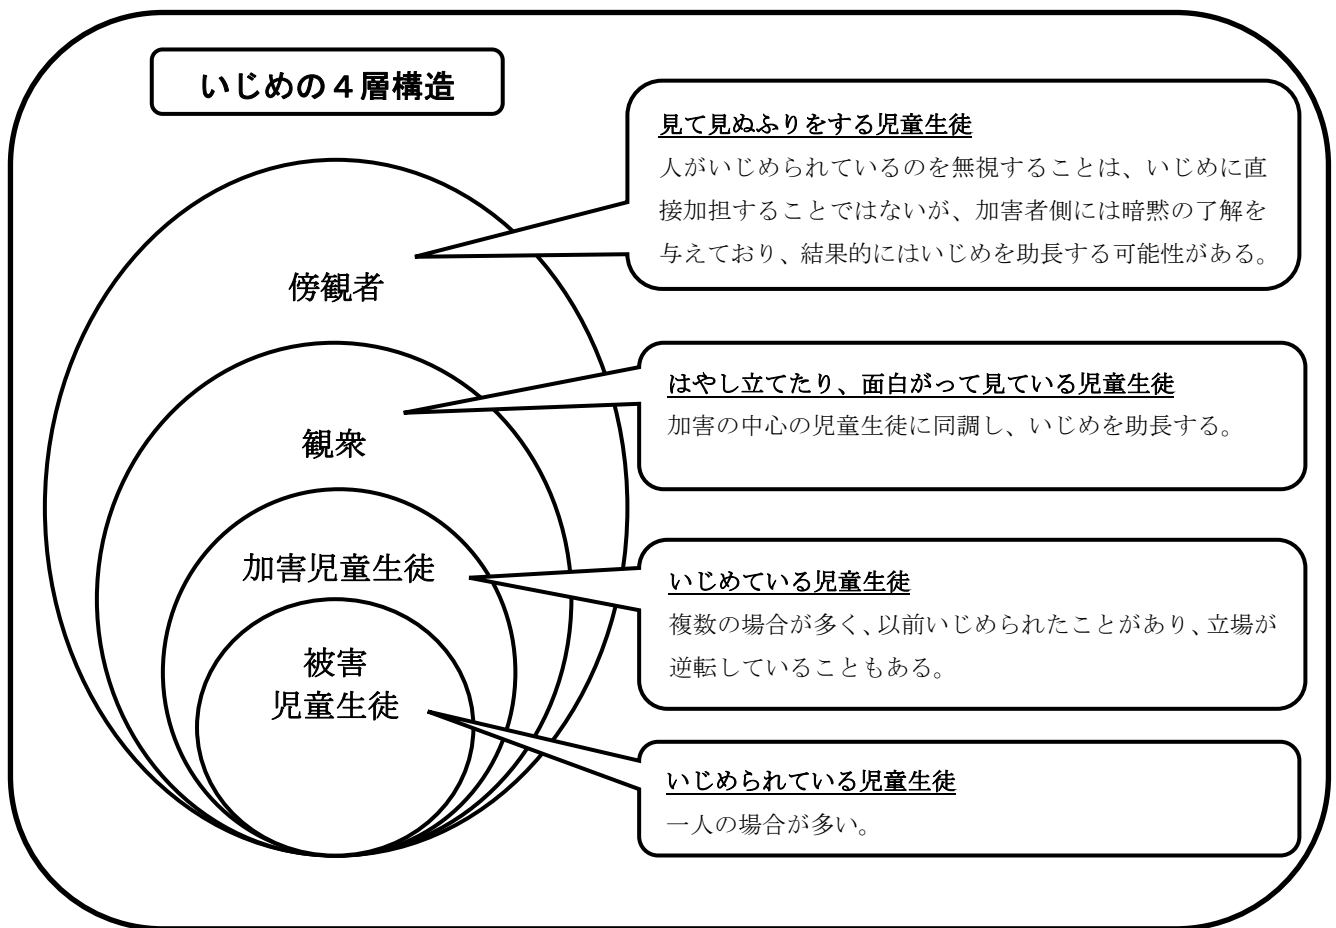 いじめの４層構造
見て見ぬふりをする児童生徒
人がいじめられているのを無視することは、いじめに直
接加担することではないが、加害者側には暗黙の了解を
与えており、結果的にはいじめを助長する可能性がある。
傍観者
はやし立てたり、面白がって見ている児童生徒
加害の中心の児童生徒に同調し、いじめを助長する。
観衆
いじめている児童生徒
複数の場合が多く、以前いじめられたことがあり、立場が
逆転していることもある。
加害児童生徒
被害
児童生徒
いじめられている児童生徒
一人の場合が多い。